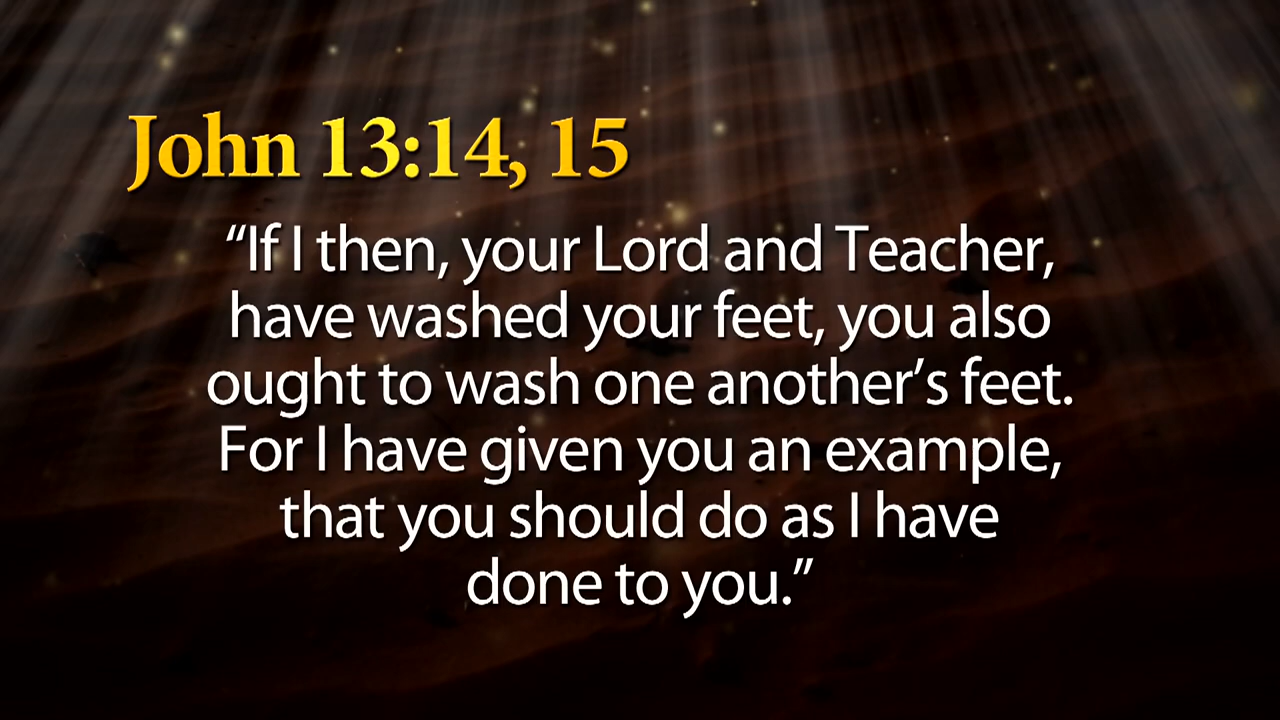 John 13:14, 15
“If I then, your Lord and Teacher,
have washed your feet, you also
ought to wash one another’s feet.
For I have given you an example,
that you should do as I have
done to you.”